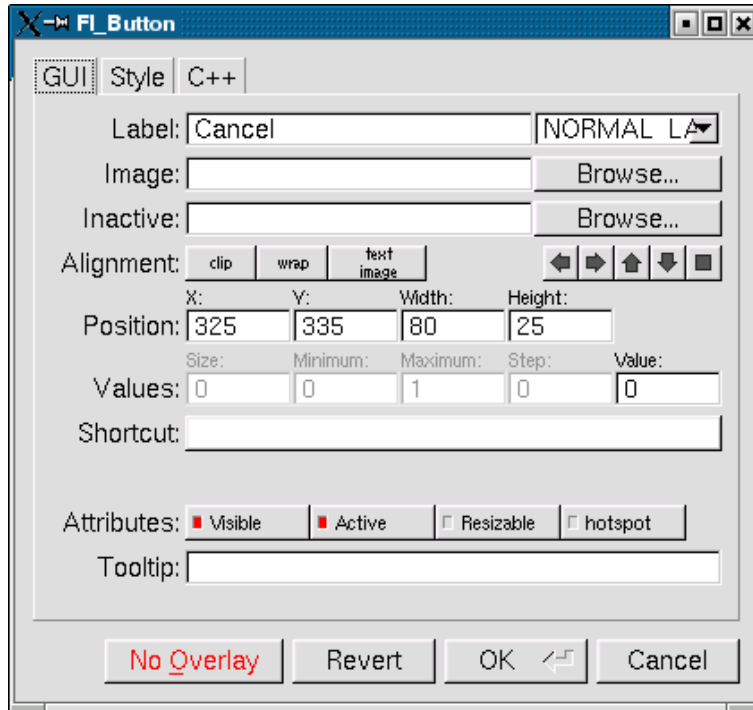 Fl_Button
GUI Style C++
Label: Cancel NORMAL LA
Image: Browse...
Inactive: Browse...
Alignment: clip wrap text image
X: Y: Width: Height:
Position: 325 335 80 25
Size: Minimum: Maximum: Step: Value:
Values: 0 0 1 0 0
Shortcut:
Attributes: Visible Active Resizable hotspot
Tooltip:
No Overlay Revert OK Cancel